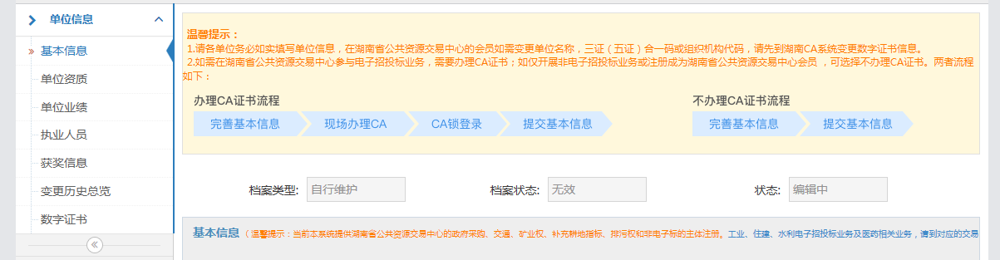 单位信息
基本信息
单位资质
单位业绩
执业人员
获奖信息
变更历史总览
数字证书
温馨提示：
1.请各单位务必如实填写单位信息，在湖南省公共资源交易中心的会员如需变更单位名称，三证（五证）合一码或组织机构代码，请先到湖南CA系统变更数字证书信息。
2.如需在湖南省公共资源交易中心参与电子招投标业务，需要办理CA证书；如仅开展非电子招投标业务或注册成为湖南省公共资源交易中心会员 ，可选择不办理CA证书。两者流程
如下：
办理CA证书流程
完善基本信息 现场办理CA CA锁登录 提交基本信息
不办理CA证书流程
完善基本信息 提交基本信息
档案类型: 自行维护 档案状态: 无效 状态: 编辑中
基本信息 （ 温馨提示：当前本系统提供湖南省公共资源交易中心的政府采购、交通、矿业权、补充耕地指标、排污权和非电子标的主体注册。工业、住建、水利电子招投标业务及医药相关业务，请到对应的交易